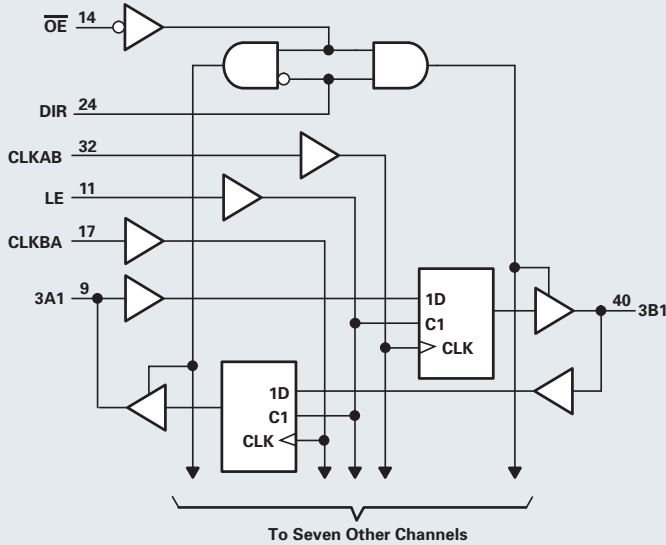 OE 14
DIR 24
CLKAB 32
LE 11
CLKBA 17
3A1 9
1D
C1
CLK
40 3B1
1D
C1
CLK
To Seven Other Channels